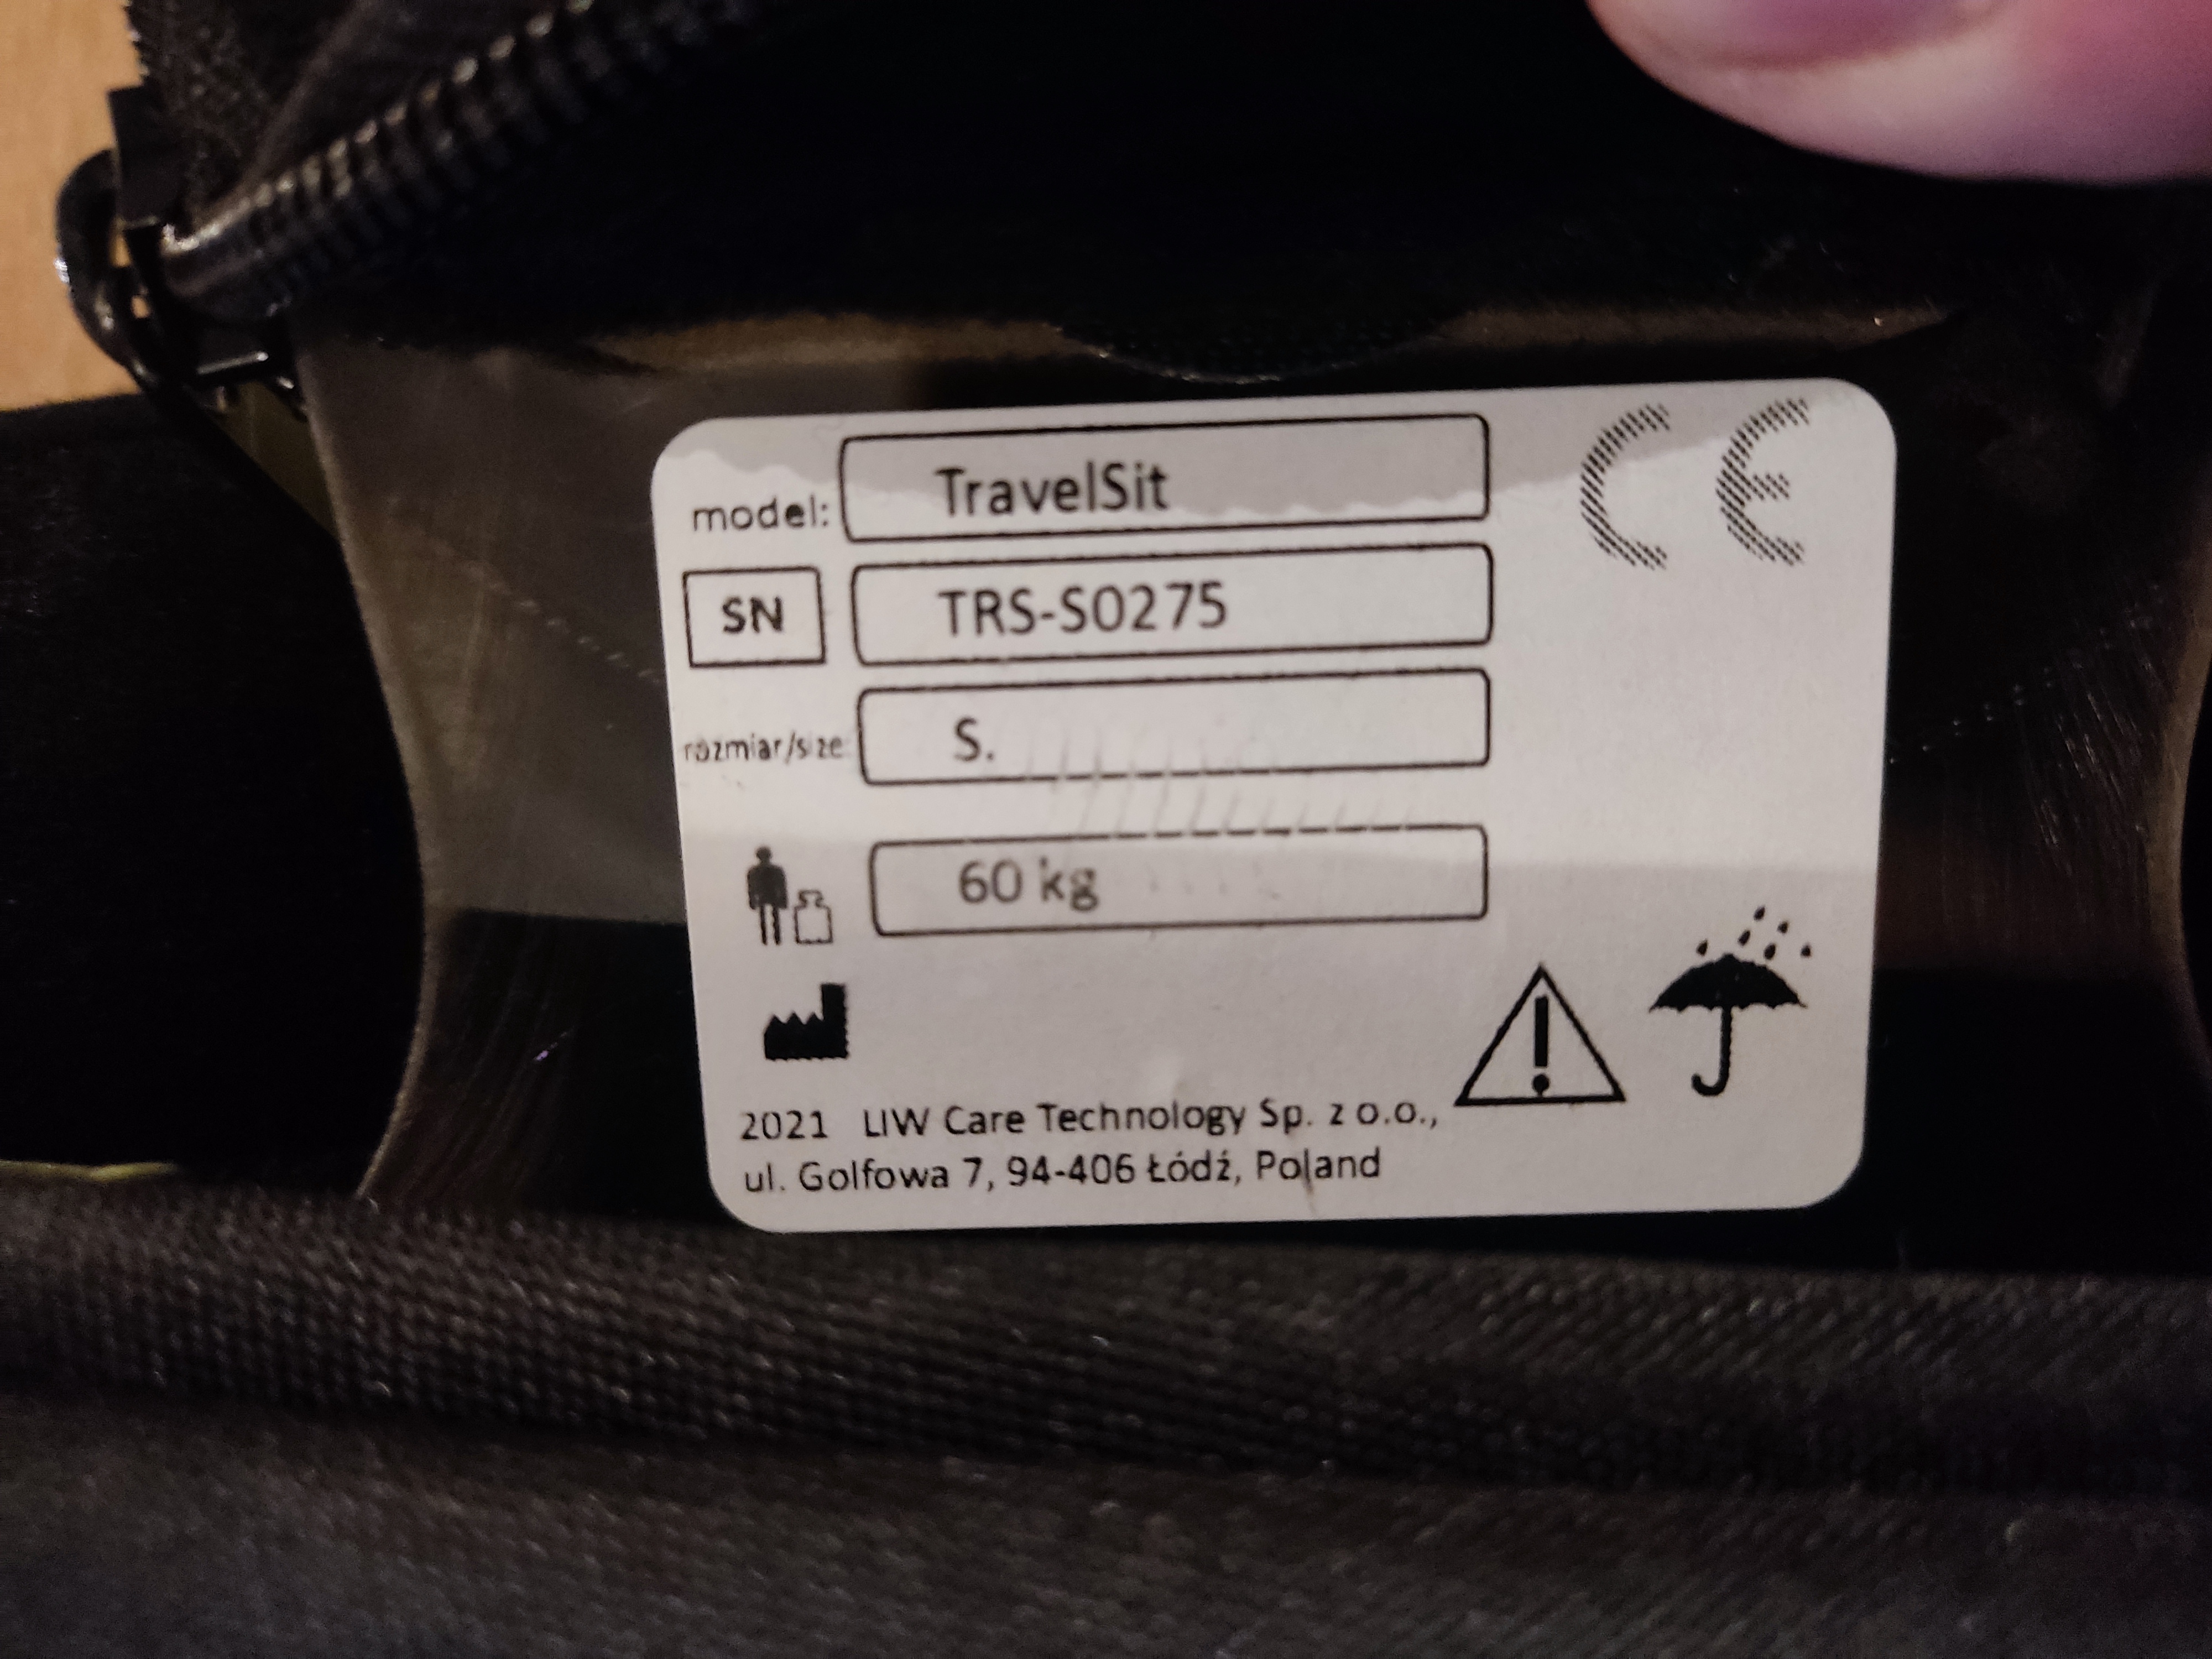 model: TravelSit
CE
SN TRS-S0275
rozmiar/size: S.
60 kg
2021 LIW Care Technology Sp. z o.o.,
ul. Golfowa 7, 94-406 Łódź, Poland